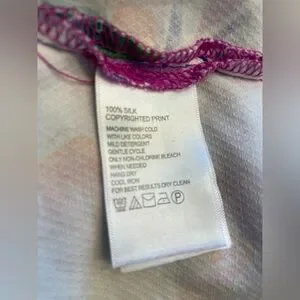 100% SILK
COPYRIGHTED PRINT
MACHINE WASH COLD
WITH LIKE COLORS
MILD DETERGENT
GENTLE CYCLE
ONLY NON-CHLORINE BLEACH
WHEN NEEDED
HANG DRY
COOL IRON
FOR BEST RESULTS DRY CLEAN
P